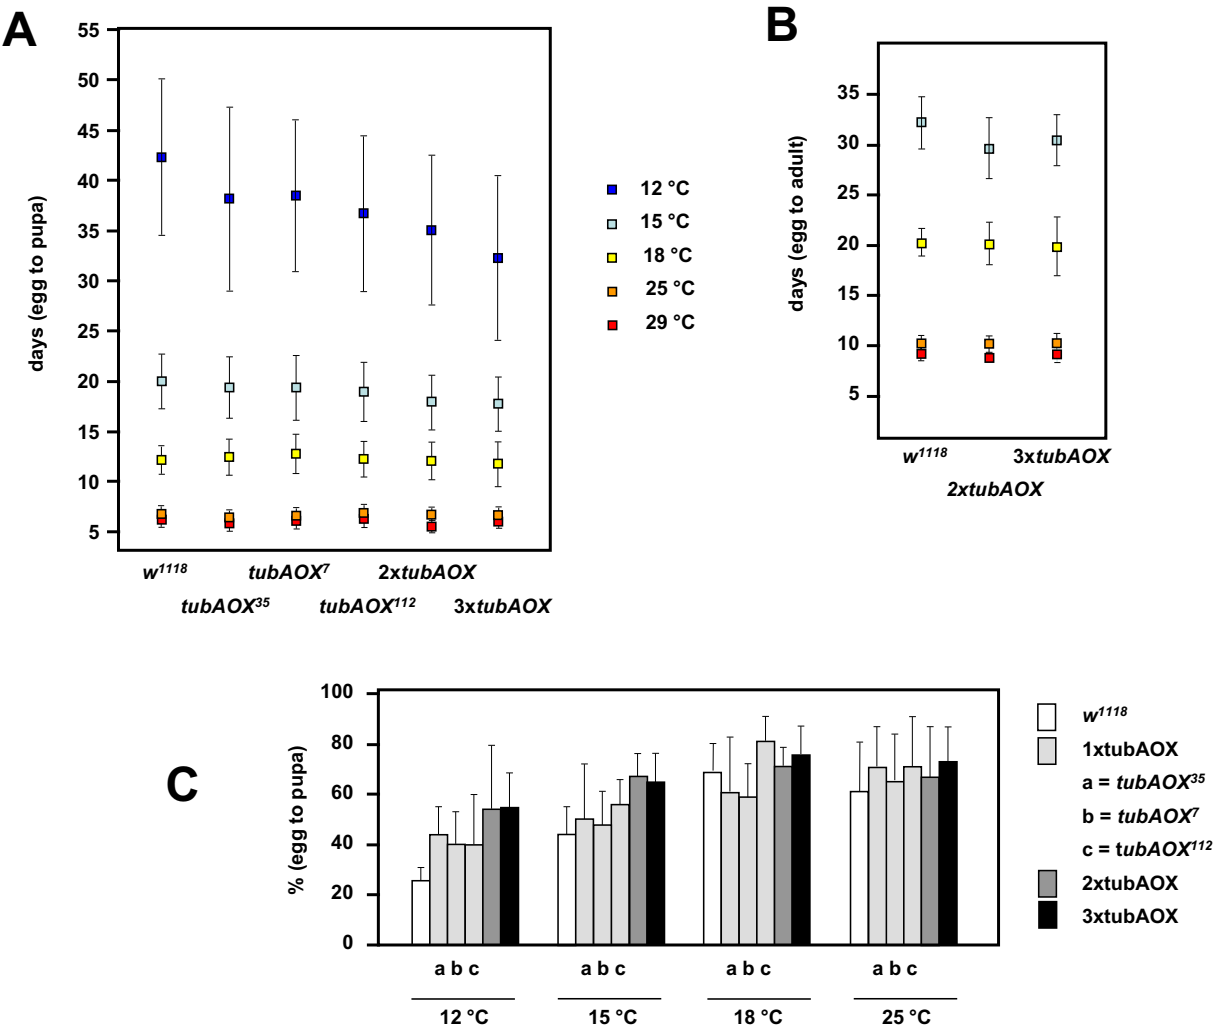 A
55
50
45
40
35
30
25
20
15
10
5
days (egg to pupa)
w1118
tubAOX7
2xtubAOX
tubAOX35
tubAOX112
3xtubAOX
12 °C
15 °C
18 °C
25 °C
29 °C
B
35
30
25
20
15
10
5
days (egg to adult)
w1118
3xtubAOX
2xtubAOX
C
100
80
60
40
20
0
% (egg to pupa)
a b c
a b c
a b c
a b c
12 °C
15 °C
18 °C
25 °C
w1118
1xtubAOX
a = tubAOX35
b = tubAOX7
c = tubAOX112
2xtubAOX
3xtubAOX